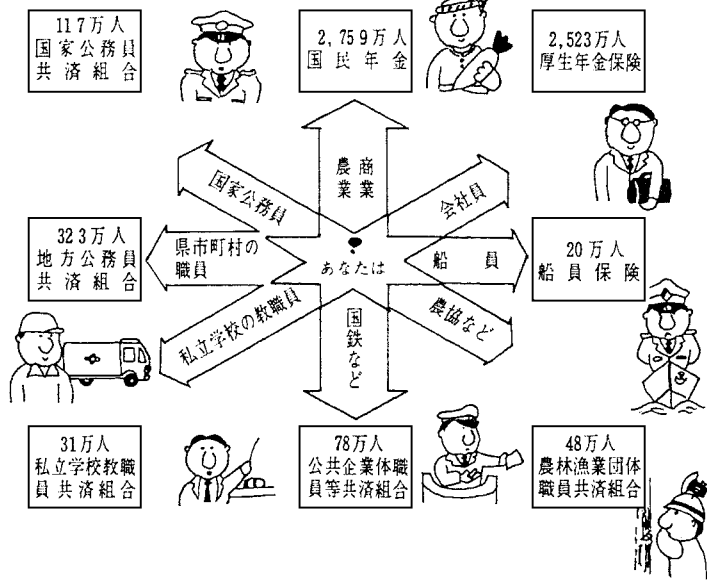 117万人
国家公務員
共済組合
2,759万人
国民年金
2,523万人
厚生年金保険
国家公務員
農業
商業
会社員
323万人
地方公務員
共済組合
県市町村の
職員
あなたは
船員
20万人
船員保険
私立学校の教職員
国鉄など
農協など
31万人
私立学校教職
員共済組合
78万人
公共企業体職
員等共済組合
48万人
農林漁業団体
職員共済組合